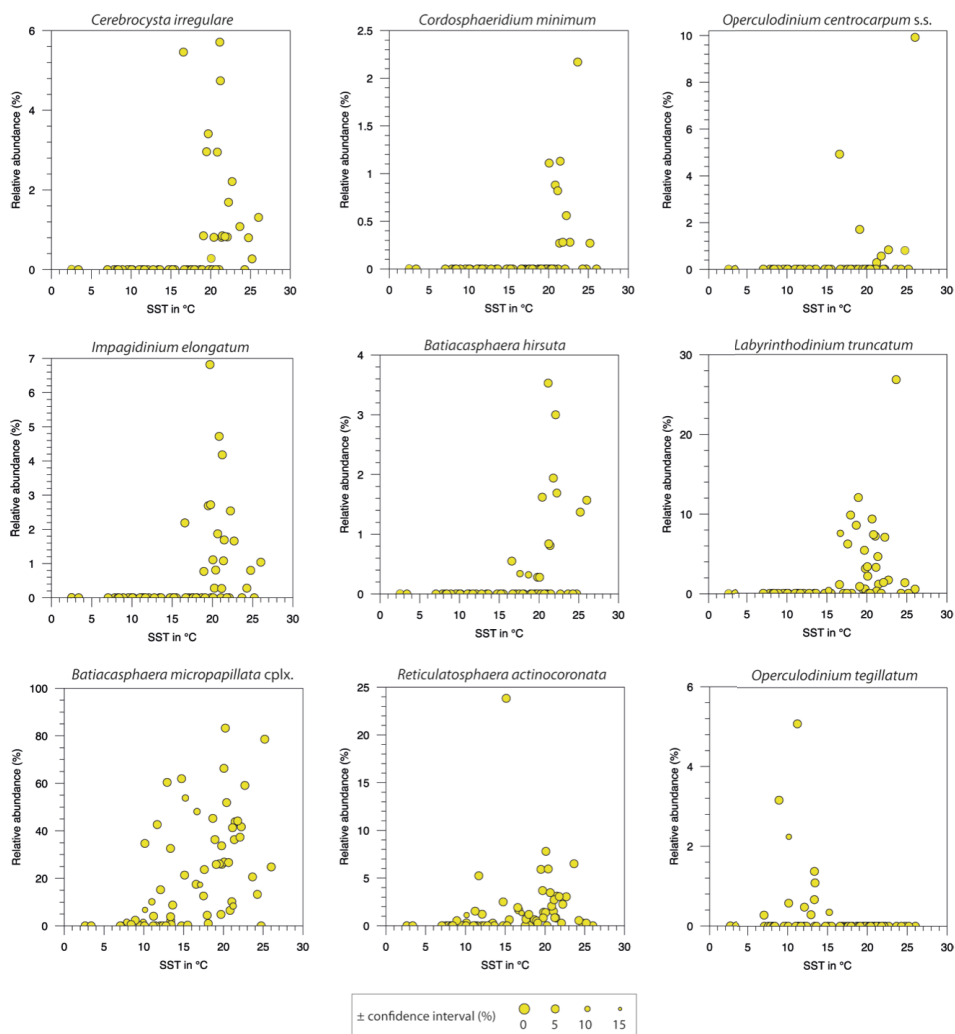 Cerebrocysta irregulare
Cordosphaeridium minimum
Operculodinium centrocarpum s.s.
Relative abundance (%)
6
4
2
0
0 5 10 15 20 25 30
SST in °C
Relative abundance (%)
2.5
2
1.5
1
0.5
0
0 5 10 15 20 25 30
SST in °C
Relative abundance (%)
10
8
6
4
2
0
0 5 10 15 20 25 30
SST in °C
Impagidinium elongatum
Batiacasphaera hirsuta
Labyrinthodinium truncatum
Relative abundance (%)
7
6
5
4
3
2
1
0
0 5 10 15 20 25 30
SST in °C
Relative abundance (%)
4
3
2
1
0
0 5 10 15 20 25 30
SST in °C
Relative abundance (%)
30
20
10
0
0 5 10 15 20 25 30
SST in °C
Batiacasphaera micropapillata cplx.
Reticulatosphaera actinocoronata
Operculodinium tegillatum
Relative abundance (%)
100
80
60
40
20
0
0 5 10 15 20 25 30
SST in °C
Relative abundance (%)
25
20
15
10
5
0
0 5 10 15 20 25 30
SST in °C
Relative abundance (%)
6
4
2
0
0 5 10 15 20 25 30
SST in °C
± confidence interval (%)
0 5 10 15